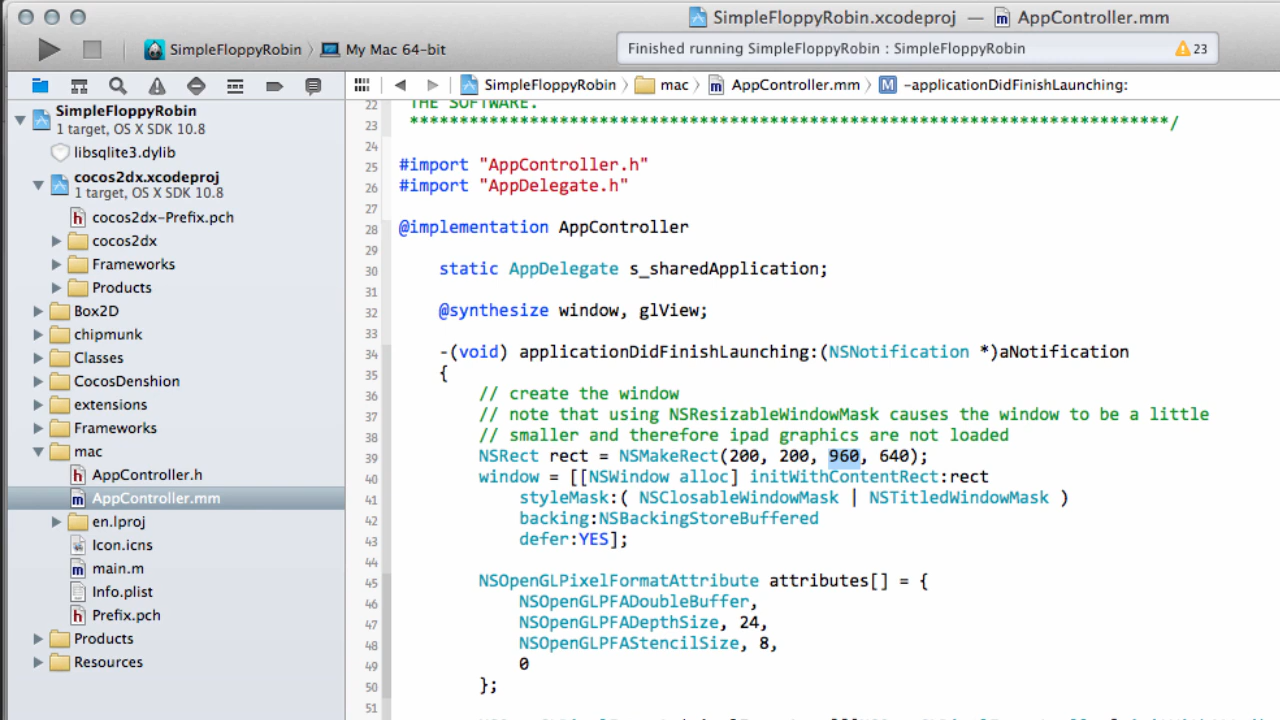 SimpleFloppyRobin.xcodeproj — AppController.mm
SimpleFloppyRobin My Mac 64-bit
Finished running SimpleFloppyRobin : SimpleFloppyRobin 23
SimpleFloppyRobin mac AppController.mm M -applicationDidFinishLaunching:
SimpleFloppyRobin
1 target, OS X SDK 10.8
libsqlite3.dylib
cocos2dx.xcodeproj
1 target, OS X SDK 10.8
h cocos2dx-Prefix.pch
cocos2dx
Frameworks
Products
Box2D
chipmunk
Classes
CocosDenshion
extensions
Frameworks
mac
h AppController.h
m AppController.mm
en.lproj
Icon.icns
m main.m
Info.plist
h Prefix.pch
Products
Resources
22 THE SOFTWARE.
23 ****************************************************************************/
24
25 #import "AppController.h"
26 #import "AppDelegate.h"
27
28 @implementation AppController
29
30 static AppDelegate s_sharedApplication;
31
32 @synthesize window, glView;
33
34 -(void) applicationDidFinishLaunching:(NSNotification *)aNotification
35 {
36 // create the window
37 // note that using NSResizableWindowMask causes the window to be a little
38 // smaller and therefore ipad graphics are not loaded
39 NSRect rect = NSMakeRect(200, 200, 960, 640);
40 window = [[NSWindow alloc] initWithContentRect:rect
41 styleMask:( NSClosableWindowMask | NSTitledWindowMask )
42 backing:NSBackingStoreBuffered
43 defer:YES];
44
45 NSOpenGLPixelFormatAttribute attributes[] = {
46 NSOpenGLPFADoubleBuffer,
47 NSOpenGLPFADepthSize, 24,
48 NSOpenGLPFAStencilSize, 8,
49 0
50 };
51